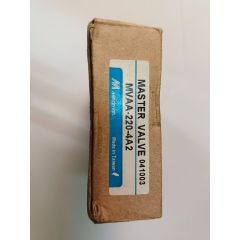 MASTER VALVE 041003
MVAA-220-4A2
Made in Taiwan